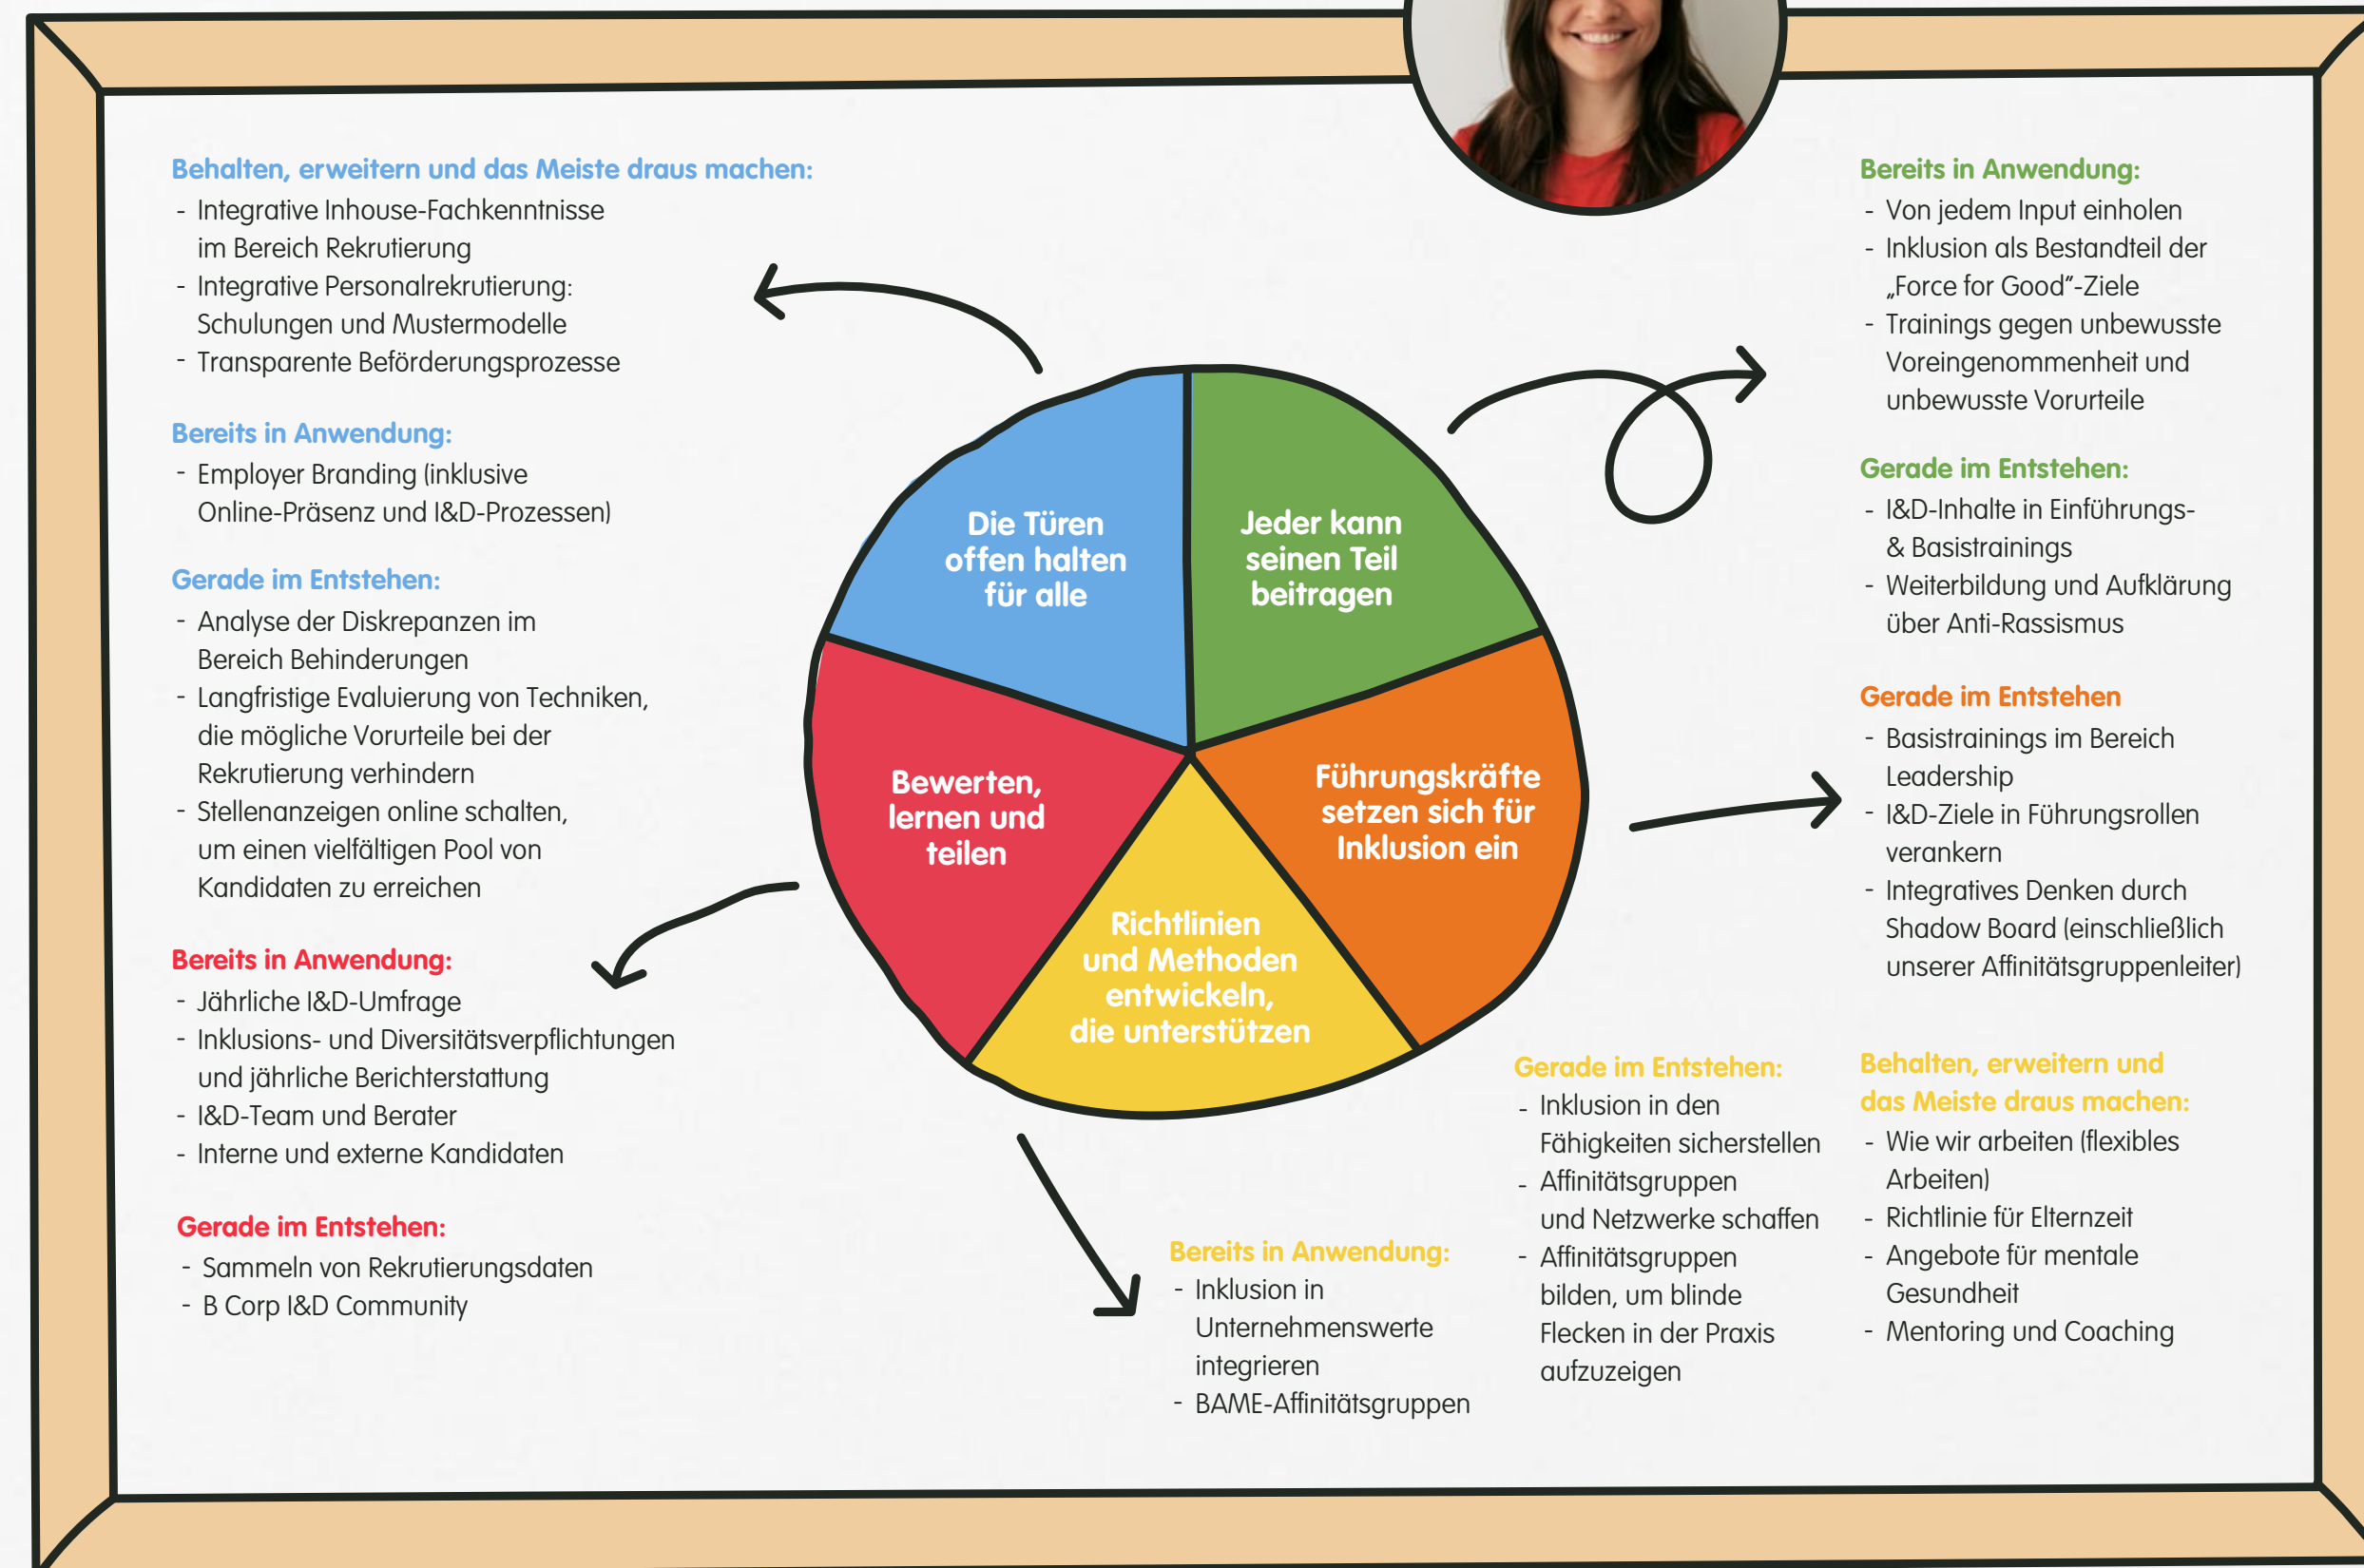 Behalten, erweitern und das Meiste draus machen:
- Integrative Inhouse-Fachkenntnisse
im Bereich Rekrutierung
- Integrative Personalrekrutierung:
Schulungen und Mustermodelle
- Transparente Beförderungsprozesse
Bereits in Anwendung:
- Employer Branding (inklusive
Online-Präsenz und I&D-Prozessen)
Gerade im Entstehen:
- Analyse der Diskrepanzen im
Bereich Behinderungen
- Langfristige Evaluierung von Techniken,
die mögliche Vorurteile bei der
Rekrutierung verhindern
- Stellenanzeigen online schalten,
um einen vielfältigen Pool von
Kandidaten zu erreichen
Bereits in Anwendung:
- Jährliche I&D-Umfrage
- Inklusions- und Diversitätsverpflichtungen
und jährliche Berichterstattung
- I&D-Team und Berater
- Interne und externe Kandidaten
Gerade im Entstehen:
- Sammeln von Rekrutierungsdaten
- B Corp I&D Community
Die Türen
offen halten
für alle
Jeder kann
seinen Teil
beitragen
Bewerten,
lernen und
teilen
Führungskräfte
setzen sich für
Inklusion ein
Richtlinien
und Methoden
entwickeln,
die unterstützen
Bereits in Anwendung:
- Von jedem Input einholen
- Inklusion als Bestandteil der
„Force for Good“-Ziele
- Trainings gegen unbewusste
Voreingenommenheit und
unbewusste Vorurteile
Gerade im Entstehen:
- I&D-Inhalte in Einführungs-
& Basistrainings
- Weiterbildung und Aufklärung
über Anti-Rassismus
Gerade im Entstehen
- Basistrainings im Bereich
Leadership
- I&D-Ziele in Führungsrollen
verankern
- Integratives Denken durch
Shadow Board (einschließlich
unserer Affinitätsgruppenleiter)
Bereits in Anwendung:
- Inklusion in
Unternehmenswerte
integrieren
- BAME-Affinitätsgruppen
Gerade im Entstehen:
- Inklusion in den
Fähigkeiten sicherstellen
- Affinitätsgruppen
und Netzwerke schaffen
- Affinitätsgruppen
bilden, um blinde
Flecken in der Praxis
aufzuzeigen
Behalten, erweitern und
das Meiste draus machen:
- Wie wir arbeiten (flexibles
Arbeiten)
- Richtlinie für Elternzeit
- Angebote für mentale
Gesundheit
- Mentoring und Coaching